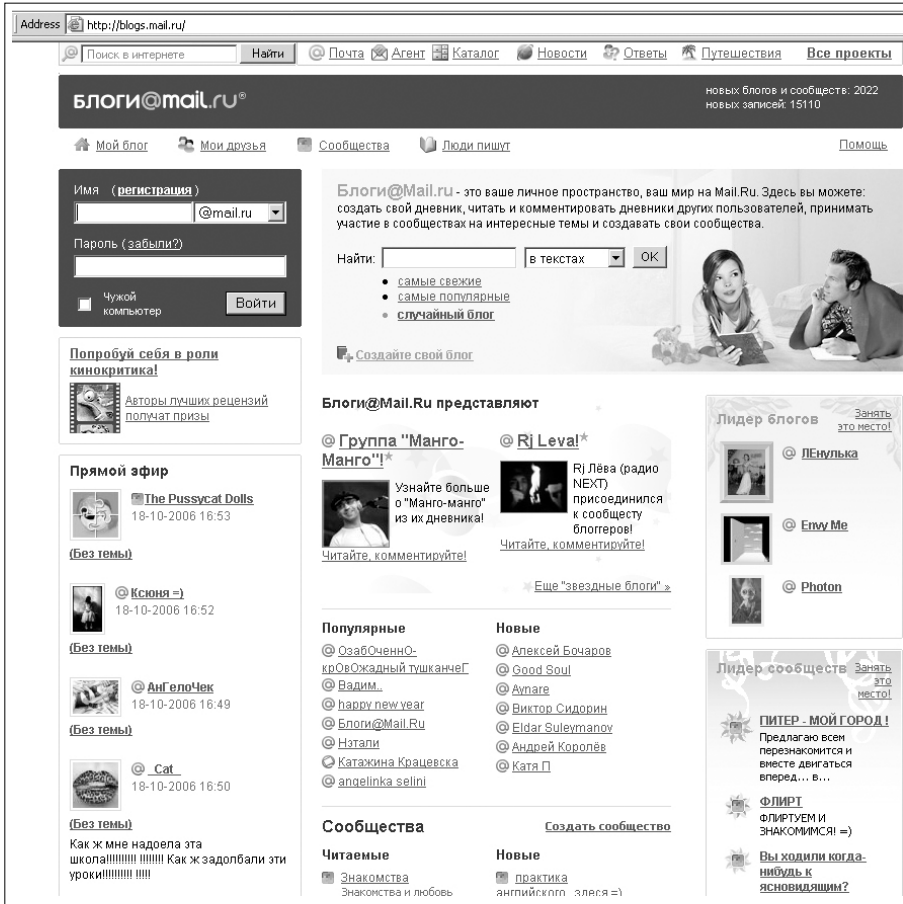 Address http://blogs.mail.ru/
Поиск в интернете Найти Почта Агент Каталог Новости Ответы Путешествия Все проекты
БЛОГИ@mail.ru®
новых блогов и сообществ: 2022
новых записей: 15110
Мой блог Мои друзья Сообщества Люди пишут Помощь
Имя (регистрация)
@mail.ru
Пароль (забыли?)
Чужой
компьютер
Войти
Попробуй себя в роли
кинокритика!
Авторы лучших рецензий
получат призы
Прямой эфир
The Pussycat Dolls
18-10-2006 16:53
(Без темы)
@ Ксюня =)
18-10-2006 16:52
(Без темы)
@ АнГелоЧек
18-10-2006 16:49
(Без темы)
@ _Cat_
18-10-2006 16:50
(Без темы)
Как ж мне надоела эта
школа!!!!!!!!!! !!!!!!!! Как ж задолбали эти
уроки!!!!!!!!!! !!!!!
Блоги@Mail.ru - это ваше личное пространство, ваш мир на Mail.Ru. Здесь вы можете:
создать свой дневник, читать и комментировать дневники других пользователей, принимать
участие в сообществах на интересные темы и создавать свои сообщества.
Найти: в текстах OK
• самые свежие
• самые популярные
• случайный блог
Создайте свой блог
Блоги@Mail.Ru представляют
@ Группа "Манго-
Манго"!
Узнайте больше
о "Манго-манго"
из их дневника!
Читайте, комментируйте!
@ Rj Leva!
Rj Лёва (радио
NEXT)
присоединился
к сообщесту
блоггеров!
Читайте, комментируйте!
Еще "звездные блоги" »
Популярные
@ ОзабОченнО-
крОвОжадный тушканчеГ
@ Вадим..
@ happy new year
@ Блоги@Mail.Ru
@ Нэтали
Катажина Крацевска
@ angelinka selini
Новые
@ Алексей Бочаров
@ Good Soul
@ Aynare
@ Виктор Сидорин
@ Eldar Suleymanov
@ Андрей Королёв
@ Катя П
Сообщества Создать сообщество
Читаемые
Знакомства
Знакомства и любовь
Новые
практика
английского здеся =)
Лидер блогов
Занять
это место!
@ ЛЕнулька
@ Envy Me
@ Photon
Лидер сообществ
Занять
это
место!
ПИТЕР - МОЙ ГОРОД!
Предлагаю всем
перезнакомится и
вместе двигаться
вперед... в...
ФЛИРТ
ФЛИРТУЕМ И
ЗНАКОМИМСЯ! =)
Вы ходили когда-
нибудь к
ясновидящим?